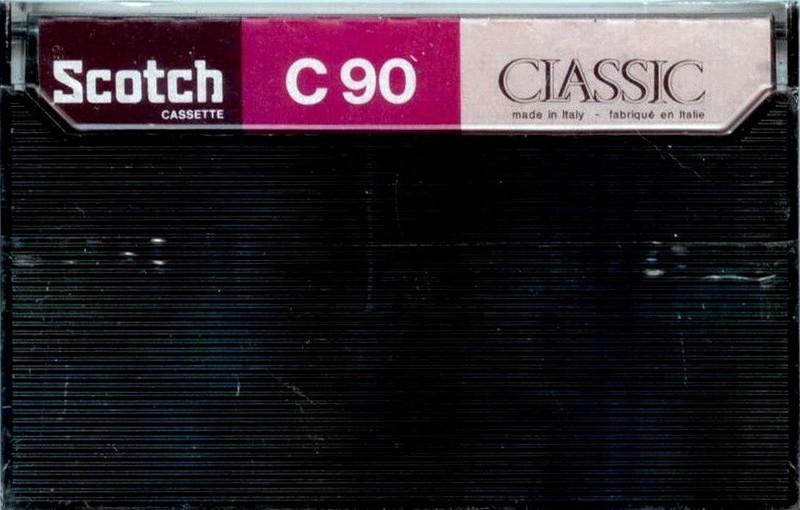 Scotch
CASSETTE
C 90
CLASSIC
made in Italy - fabriqué en Italie